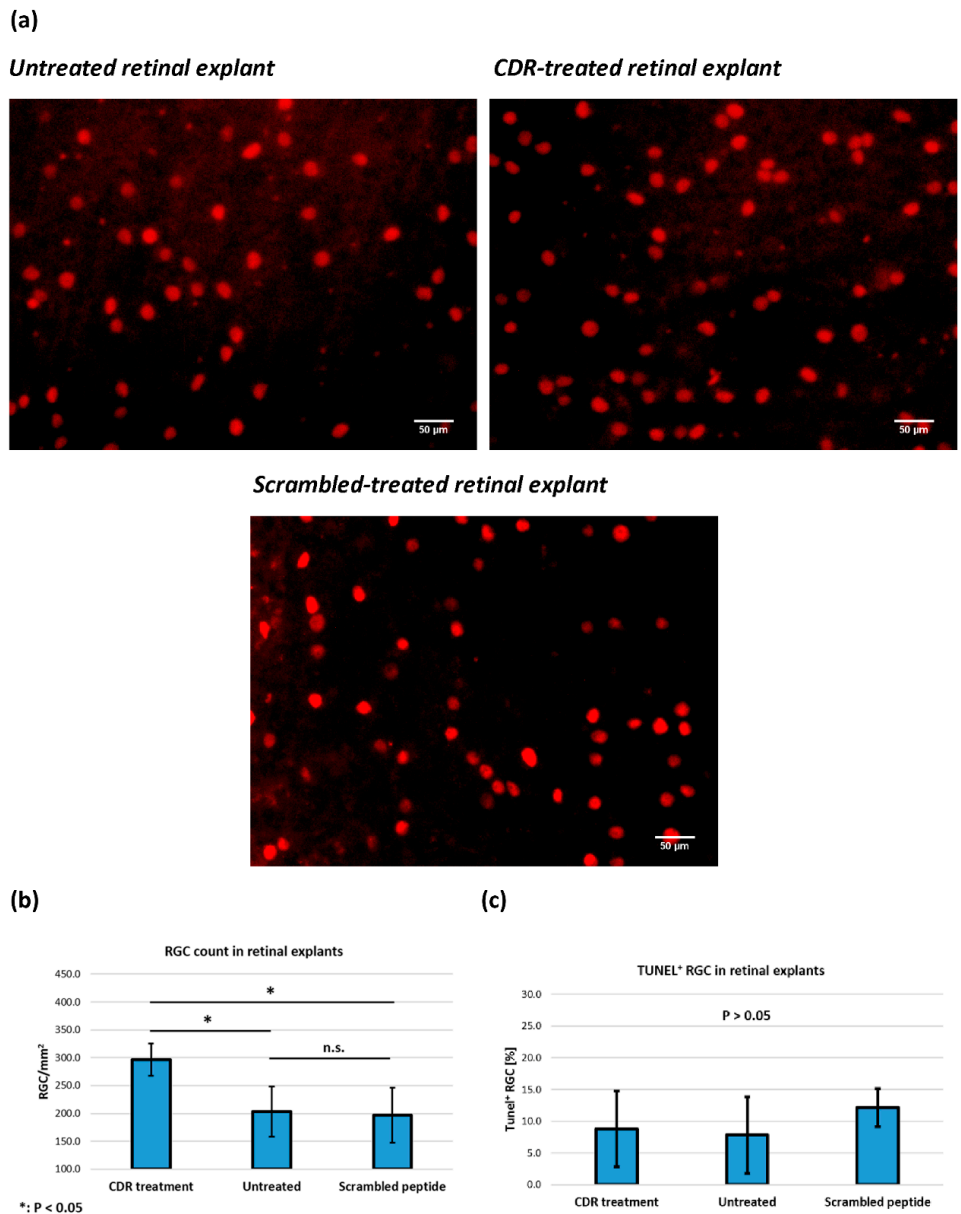 (a)
Untreated retinal explant
CDR-treated retinal explant
50 µm
50 µm
Scrambled-treated retinal explant
50 µm
(b)
RGC count in retinal explants
450.0
400.0
350.0
300.0
250.0
200.0
150.0
100.0
RGC/mm²
*
*
n.s.
CDR treatment
Untreated
Scrambled peptide
*: P < 0.05
(c)
TUNEL⁺ RGC in retinal explants
30.0
25.0
20.0
15.0
10.0
5.0
0.0
Tunel⁺ RGC [%]
P > 0.05
CDR treatment
Untreated
Scrambled peptide